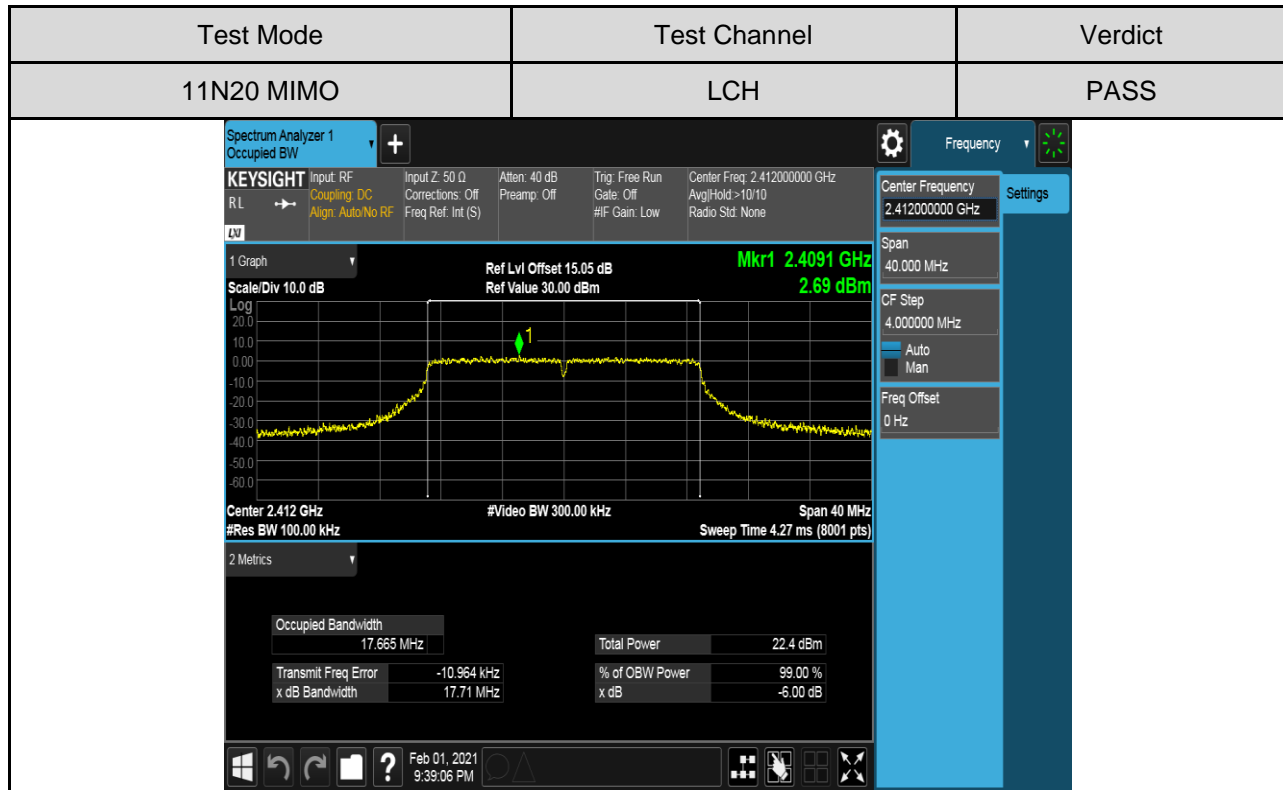 Test Mode Test Channel Verdict
11N20 MIMO LCH PASS
Spectrum Analyzer 1
Occupied BW
+
Frequency
KEYSIGHT Input: RF Input Z: 50 Ω Atten: 40 dB Trig: Free Run Center Freq: 2.412000000 GHz
R L Coupling: DC Corrections: Off Preamp: Off Gate: Off Avg|Hold:>10/10
Align: Auto/No RF Freq Ref: Int (S) #IF Gain: Low Radio Std: None
LXI
Center Frequency
2.412000000 GHz
Settings
Span
40.000 MHz
CF Step
4.000000 MHz
Auto
Man
Freq Offset
0 Hz
1 Graph Ref Lvl Offset 15.05 dB Mkr1 2.4091 GHz
Scale/Div 10.0 dB Ref Value 30.00 dBm 2.69 dBm
Log
20.0
10.0
1
0.00
-10.0
-20.0
-30.0
-40.0
-50.0
-60.0
Center 2.412 GHz #Video BW 300.00 kHz Span 40 MHz
#Res BW 100.00 kHz Sweep Time 4.27 ms (8001 pts)
2 Metrics
Occupied Bandwidth
17.665 MHz Total Power 22.4 dBm
Transmit Freq Error -10.964 kHz % of OBW Power 99.00 %
x dB Bandwidth 17.71 MHz x dB -6.00 dB
? Feb 01, 2021
9:39:06 PM